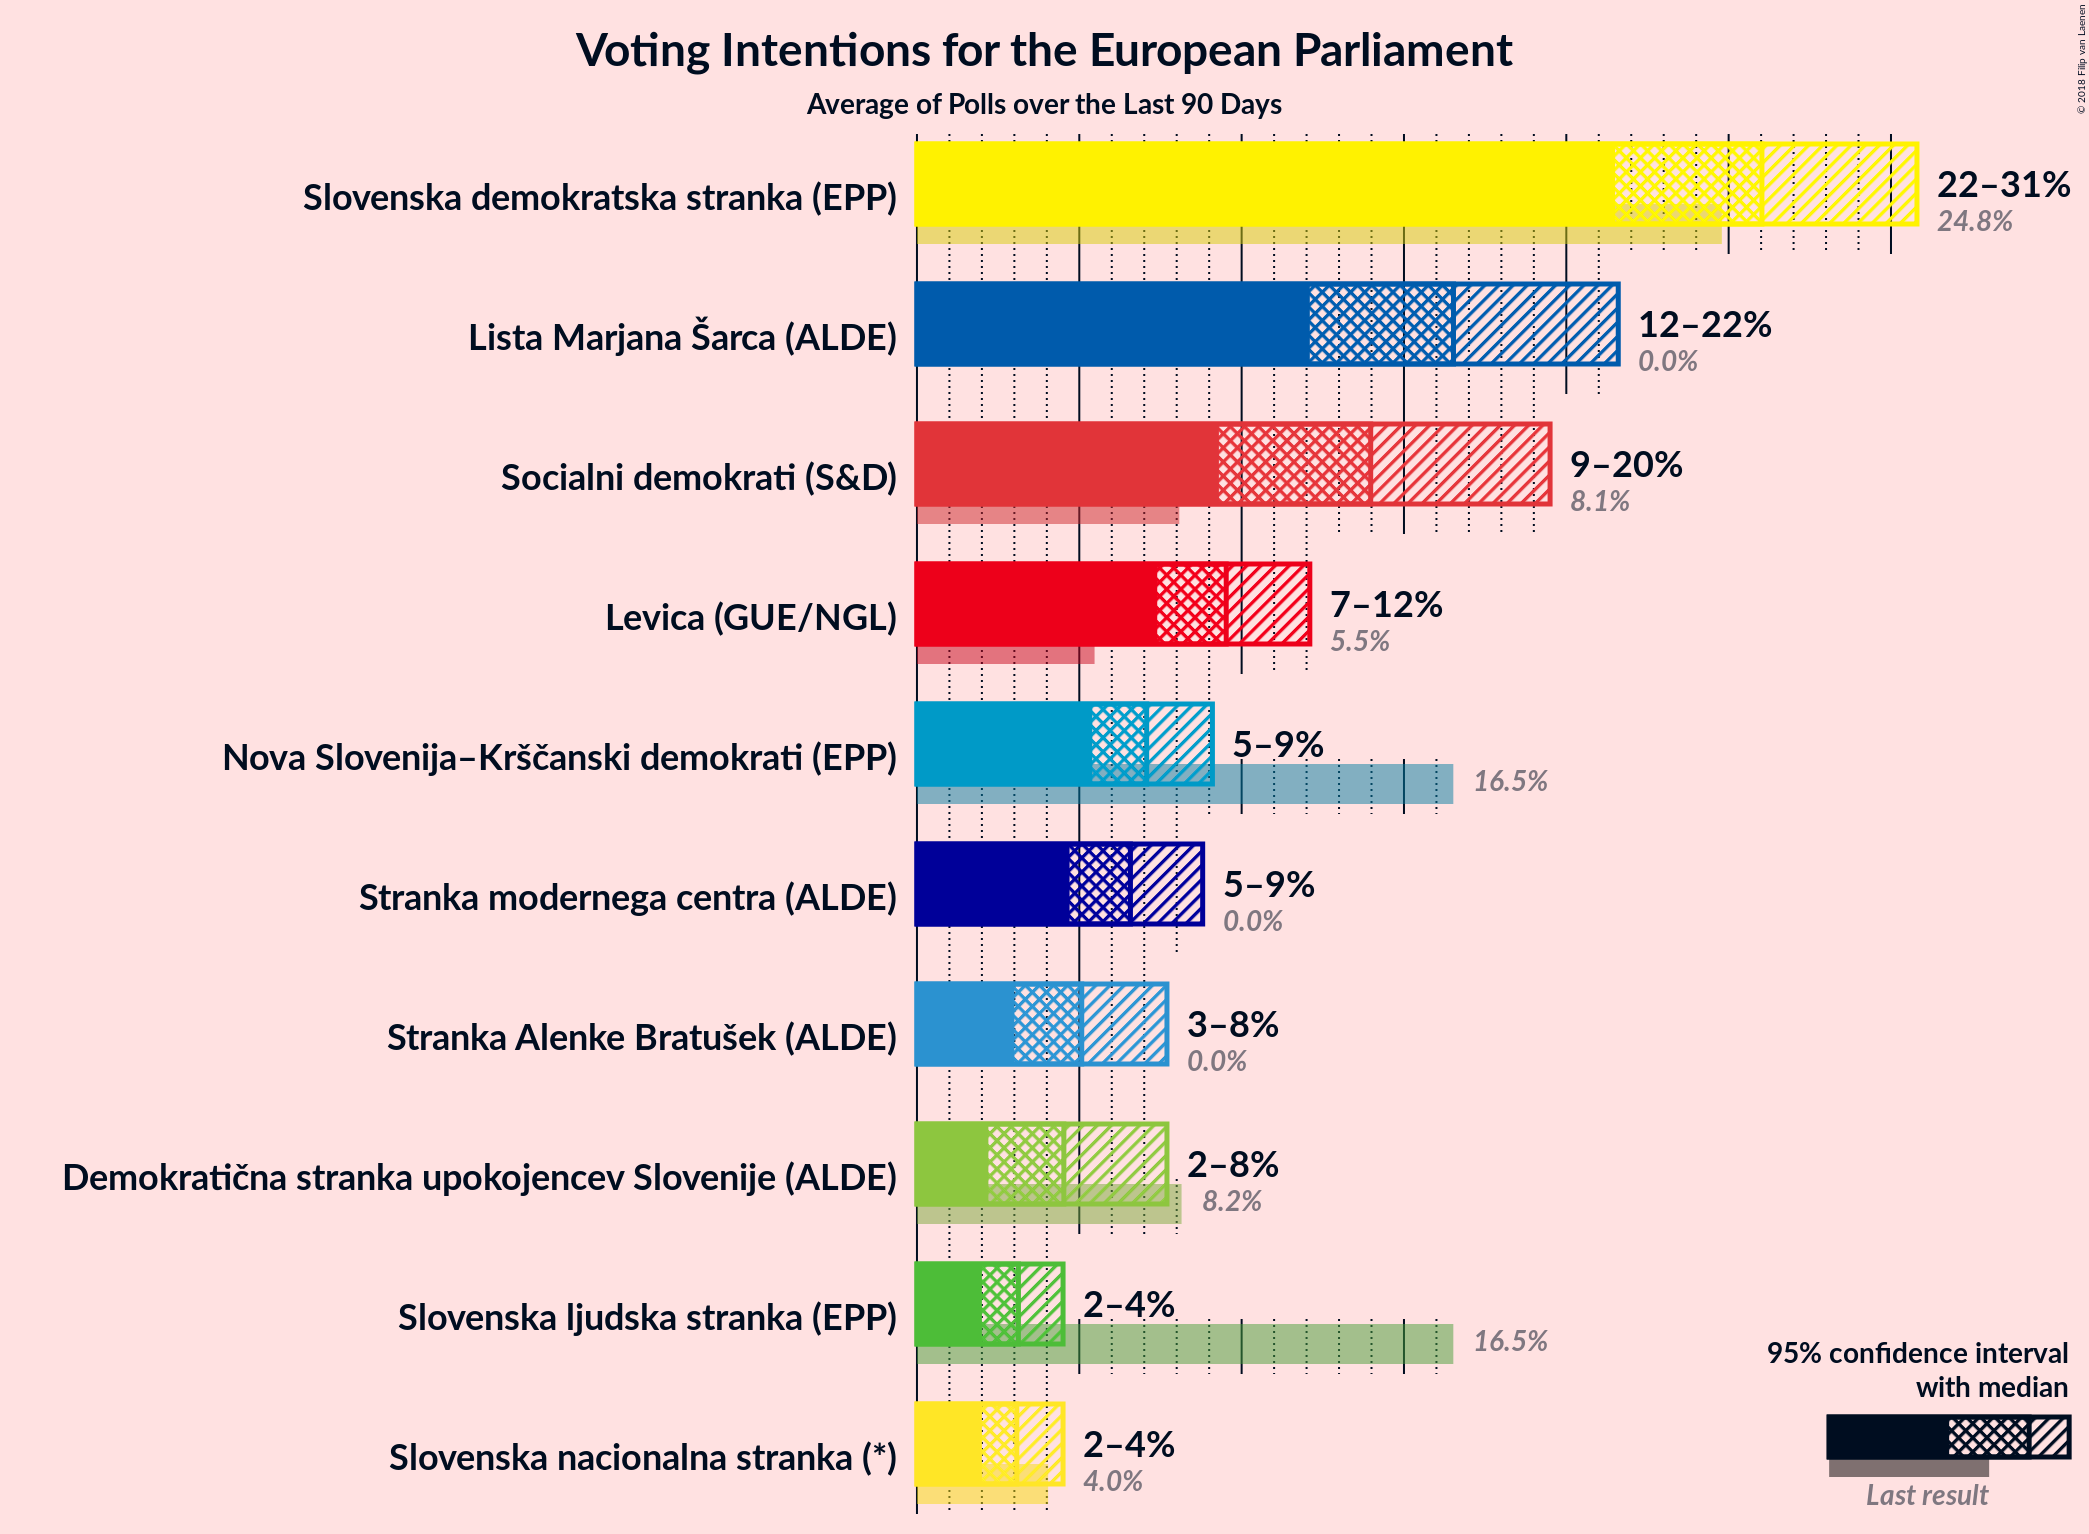 Voting Intentions for the European Parliament
Average of Polls over the Last 90 Days
© 2018 Filip van Laenen
Slovenska demokratska stranka (EPP)
22–31%
24.8%
Lista Marjana Šarca (ALDE)
12–22%
0.0%
Socialni demokrati (S&D)
9–20%
8.1%
Levica (GUE/NGL)
7–12%
5.5%
Nova Slovenija–Krščanski demokrati (EPP)
5–9%
16.5%
Stranka modernega centra (ALDE)
5–9%
0.0%
Stranka Alenke Bratušek (ALDE)
3–8%
0.0%
Demokratična stranka upokojencev Slovenije (ALDE)
2–8%
8.2%
Slovenska ljudska stranka (EPP)
2–4%
16.5%
Slovenska nacionalna stranka (*)
2–4%
4.0%
95% confidence interval
with median
Last result